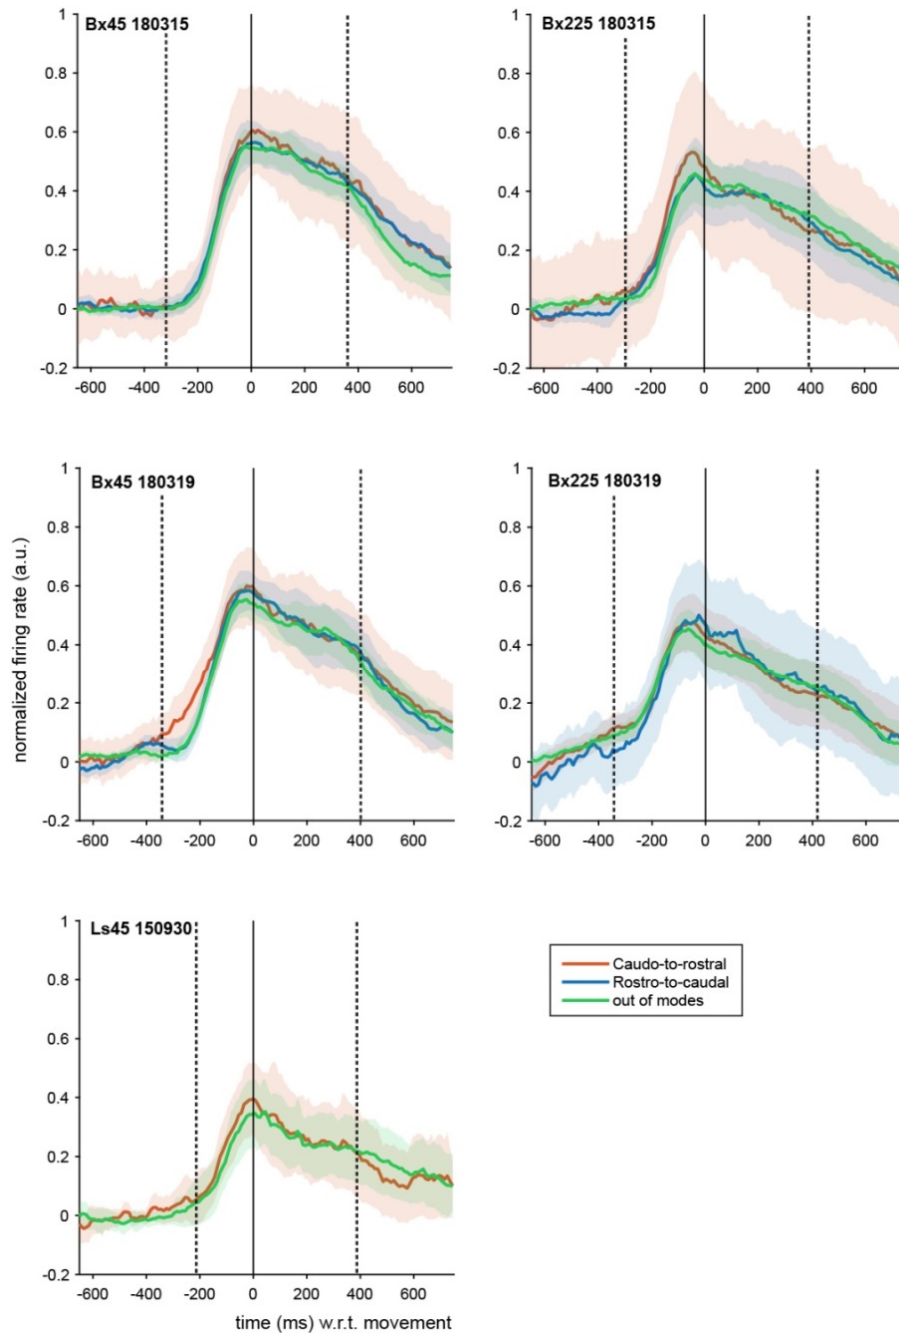 Bx45 180315
1
0.8
0.6
0.4
0.2
0
-0.2
-600 -400 -200 0 200 400 600
Bx225 180315
1
0.8
0.6
0.4
0.2
0
-0.2
-600 -400 -200 0 200 400 600
normalized firing rate (a.u.)
Bx45 180319
1
0.8
0.6
0.4
0.2
0
-0.2
-600 -400 -200 0 200 400 600
Bx225 180319
1
0.8
0.6
0.4
0.2
0
-0.2
-600 -400 -200 0 200 400 600
Ls45 150930
1
0.8
0.6
0.4
0.2
0
-0.2
-600 -400 -200 0 200 400 600
time (ms) w.r.t. movement
Caudo-to-rostral
Rostro-to-caudal
out of modes